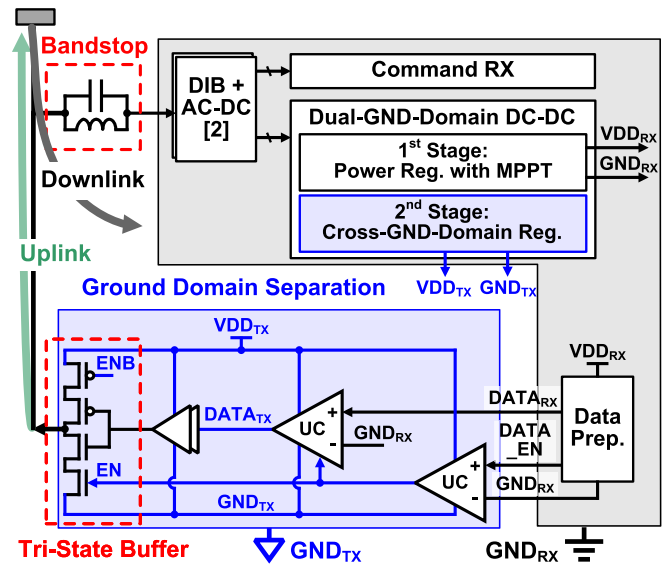 Bandstop
DIB +
AC-DC
[2]
Command RX
Dual-GND-Domain DC-DC
1st Stage:
Power Reg. with MPPT
VDDRX
GNDRX
2nd Stage:
Cross-GND-Domain Reg.
Downlink
Uplink
VDDTX
GNDTX
Ground Domain Separation
VDDTX
ENB
DATATX
UC
+
-
GNDRX
EN
GNDTX
UC
+
-
DATARX
DATA
_EN
GNDRX
VDDRX
Data
Prep.
Tri-State Buffer
GNDTX
GNDRX